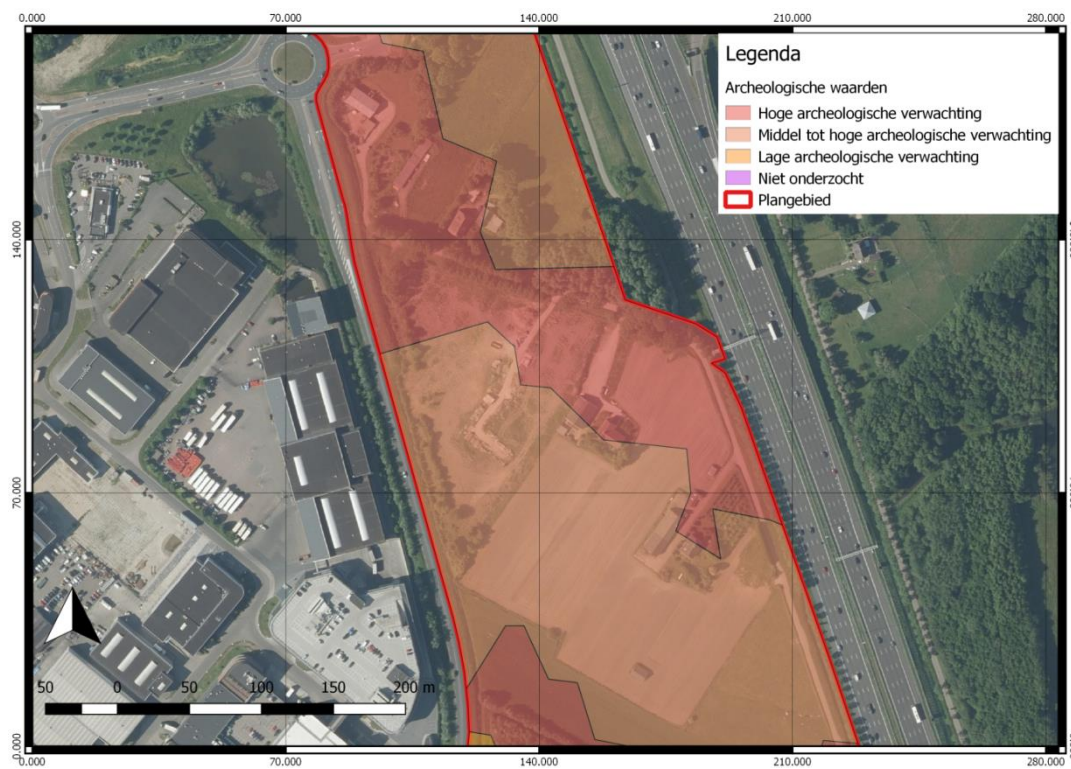 0.000 70.000 140.000 210.000 280.000
Legenda
Archeologische waarden
Hoge archeologische verwachting
Middel tot hoge archeologische verwachting
Lage archeologische verwachting
Niet onderzocht
Plangebied
140.000
70.000
50 0 50 100 150 200 m
0.000
0.000 70.000 140.000 210.000 280.000